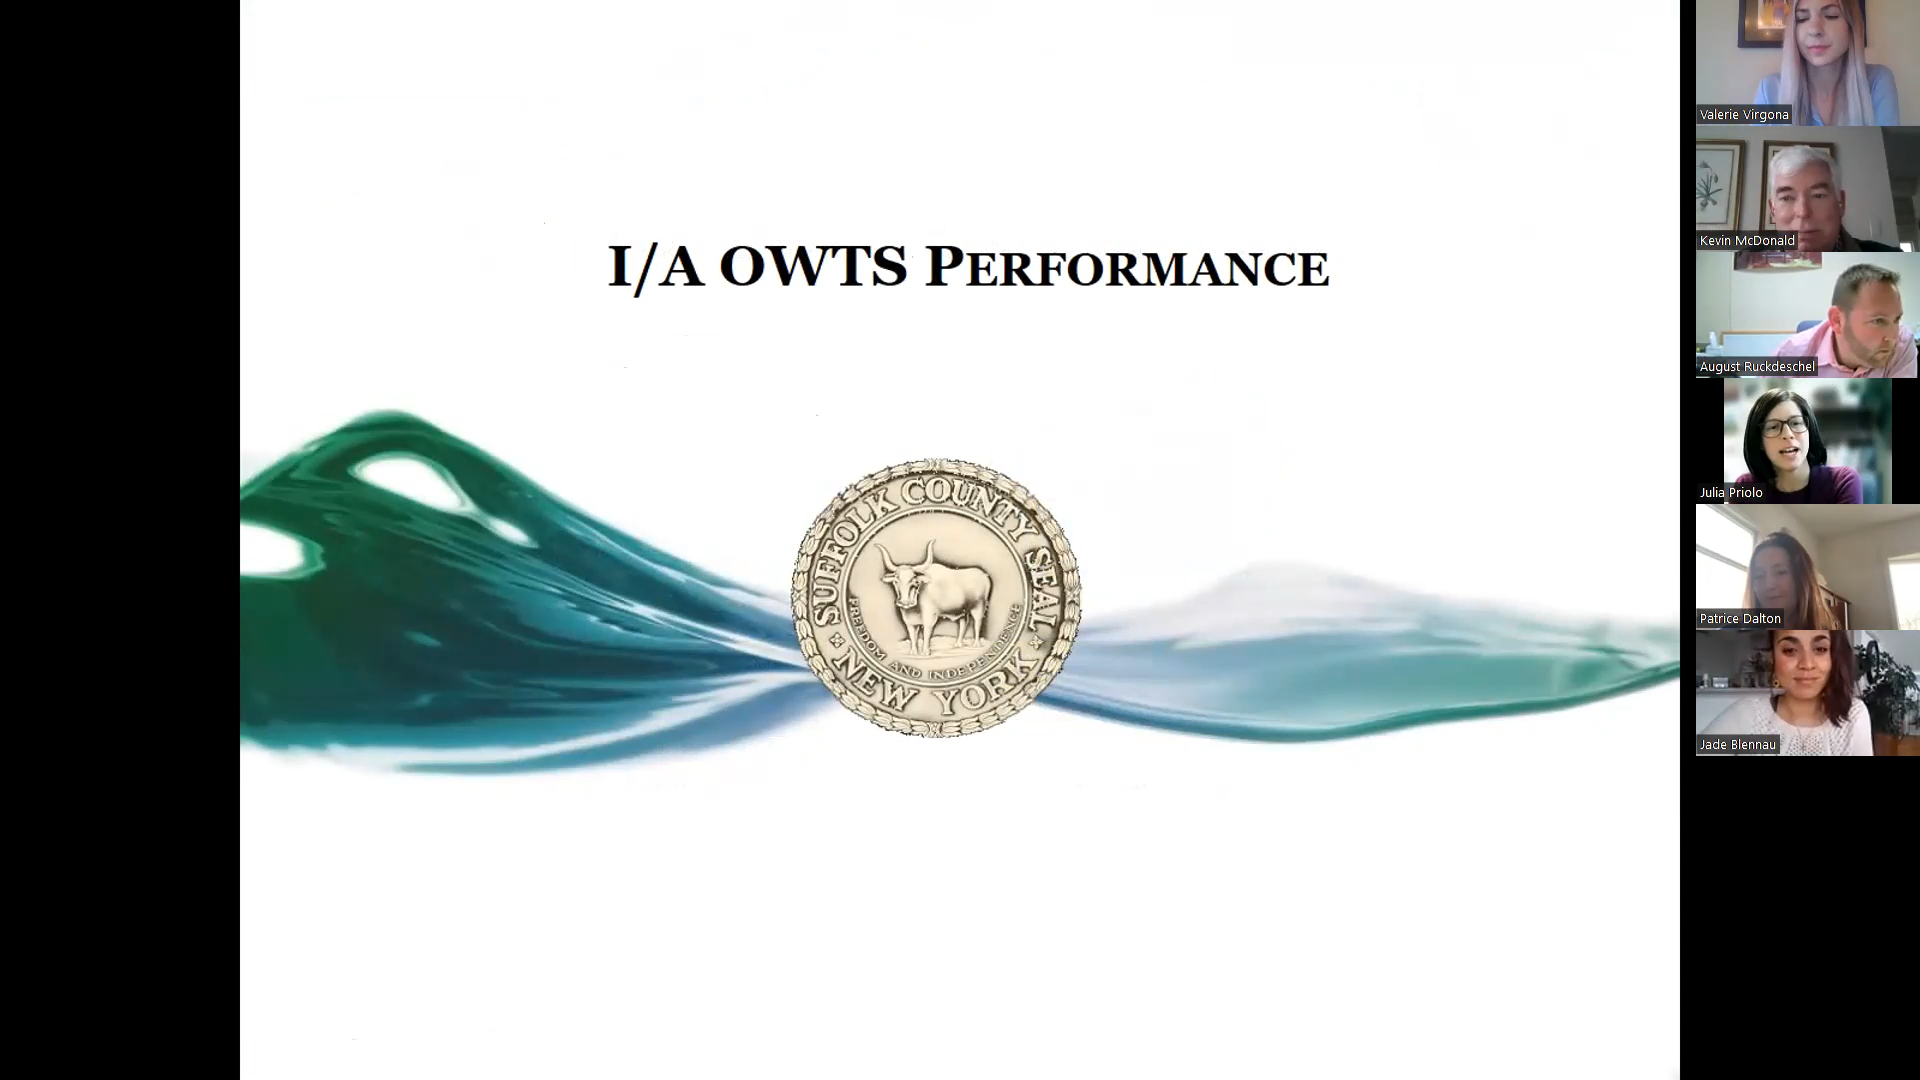 I/A OWTS PERFORMANCE
SUFFOLK COUNTY SEAL
FREEDOM AND INDEPENDENCE
NEW YORK
Valerie Virgona
Kevin McDonald
August Ruckdeschel
Julia Priolo
Patrice Dalton
Jade Blennau